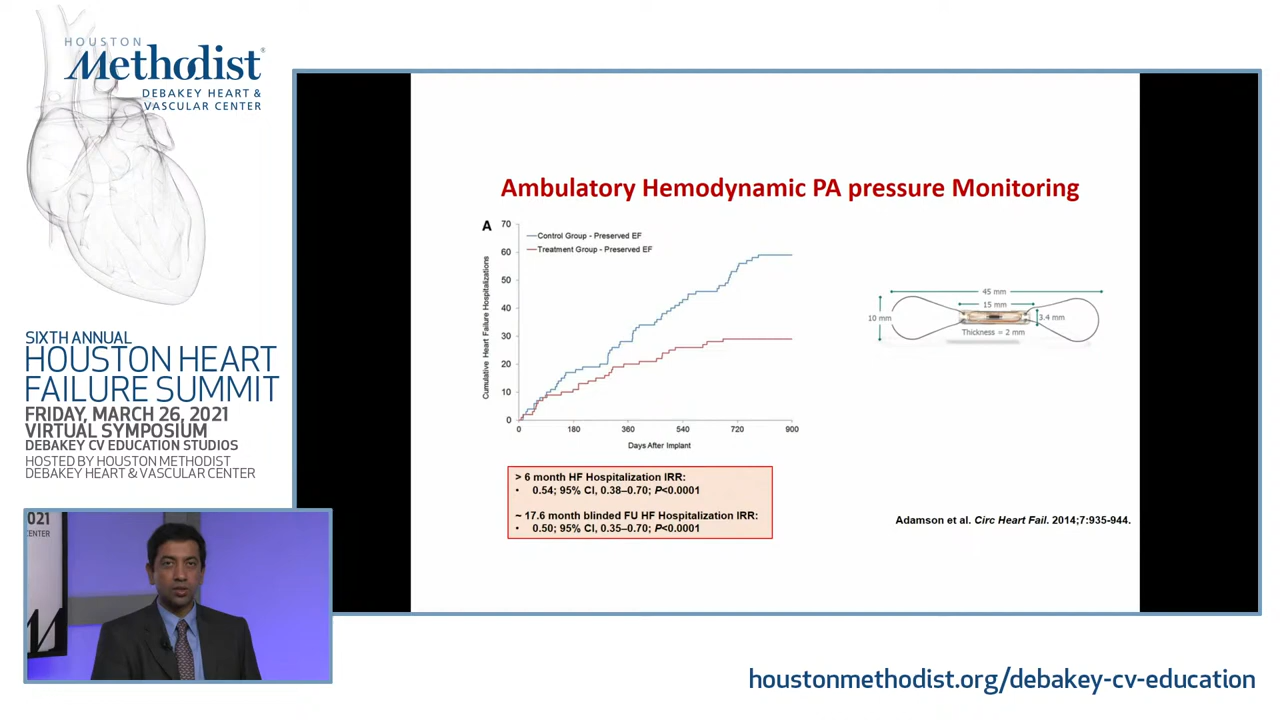 HOUSTON
Methodist®
DEBAKEY HEART &
VASCULAR CENTER
SIXTH ANNUAL
HOUSTON HEART
FAILURE SUMMIT
FRIDAY, MARCH 26, 2021
VIRTUAL SYMPOSIUM
DEBAKEY CV EDUCATION STUDIOS
HOSTED BY HOUSTON METHODIST
DEBAKEY HEART & VASCULAR CENTER
Ambulatory Hemodynamic PA pressure Monitoring
A
Control Group - Preserved EF
Treatment Group - Preserved EF
Cumulative Heart Failure Hospitalizations
70
60
50
40
30
20
10
0
0 180 360 540 720 900
Days After Implant
45 mm
15 mm
10 mm
3.4 mm
Thickness = 2 mm
> 6 month HF Hospitalization IRR:
• 0.54; 95% CI, 0.38–0.70; P<0.0001
~ 17.6 month blinded FU HF Hospitalization IRR:
• 0.50; 95% CI, 0.35–0.70; P<0.0001
Adamson et al. Circ Heart Fail. 2014;7:935-944.
2021
CENTER
houstonmethodist.org/debakey-cv-education